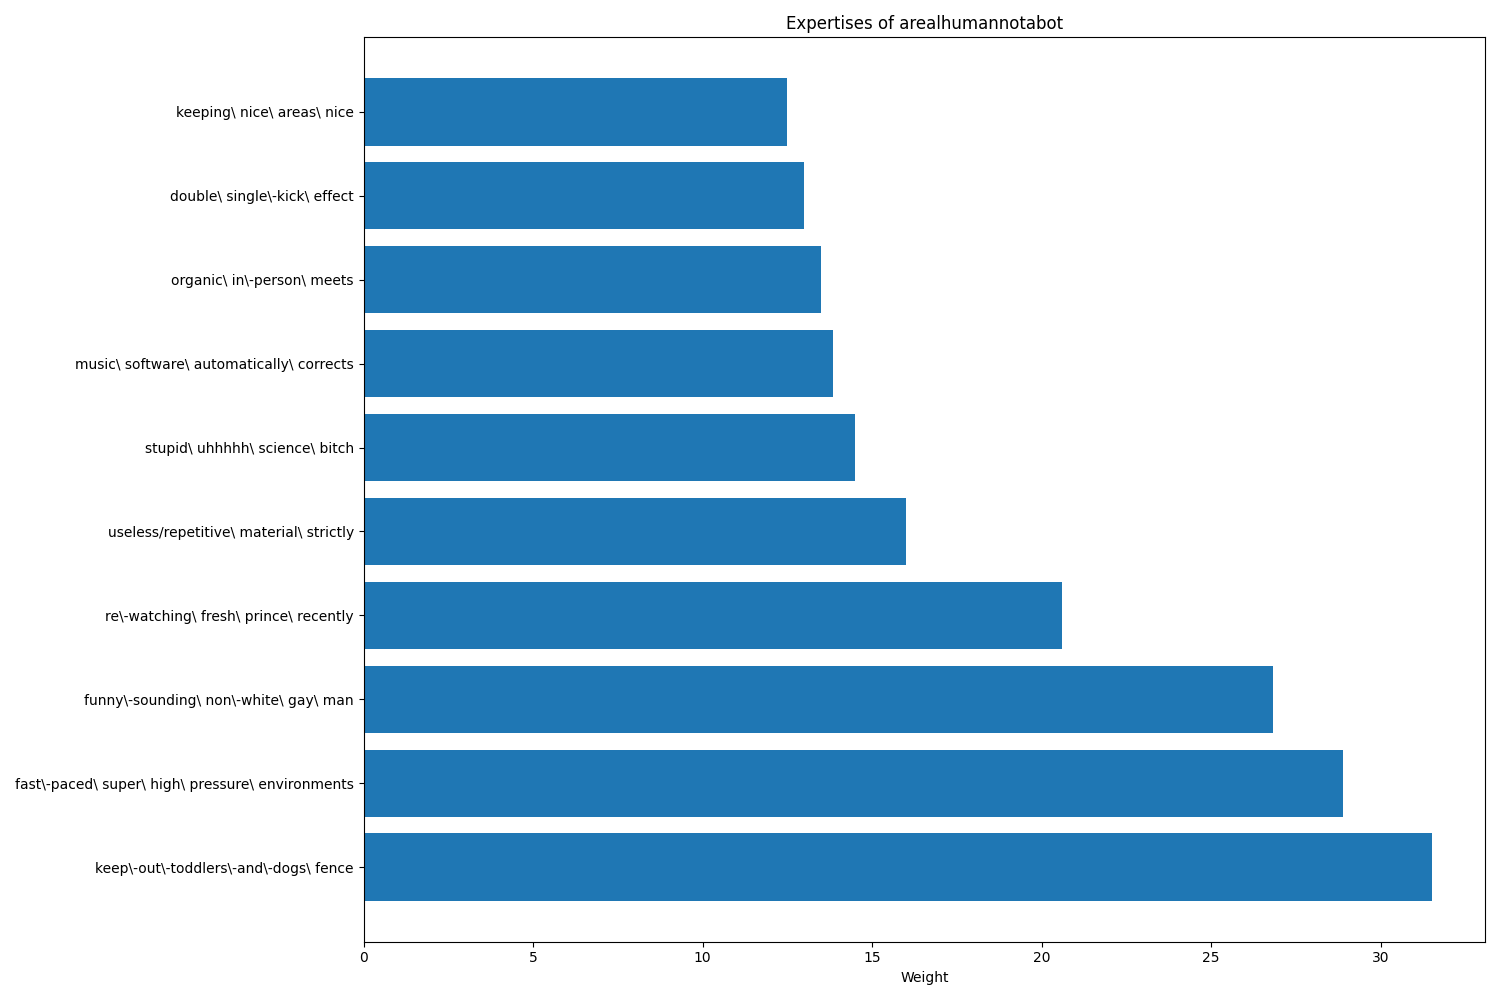 Expertises of arealhumannotabot
keeping\ nice\ areas\ nice
double\ single\-kick\ effect
organic\ in\-person\ meets
music\ software\ automatically\ corrects
stupid\ uhhhhh\ science\ bitch
useless/repetitive\ material\ strictly
re\-watching\ fresh\ prince\ recently
funny\-sounding\ non\-white\ gay\ man
fast\-paced\ super\ high\ pressure\ environments
keep\-out\-toddlers\-and\-dogs\ fence
0 5 10 15 20 25 30
Weight